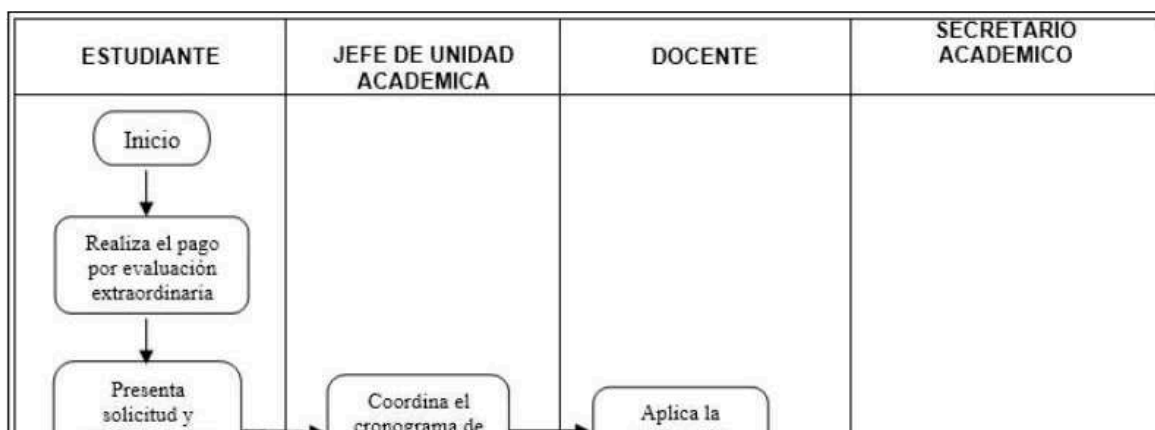 ESTUDIANTE
JEFE DE UNIDAD
ACADEMICA
DOCENTE
SECRETARIO
ACADEMICO
Inicio
Realiza el pago
por evaluación
extraordinaria
Presenta
solicitud y
Coordina el
cronograma de
Aplica la